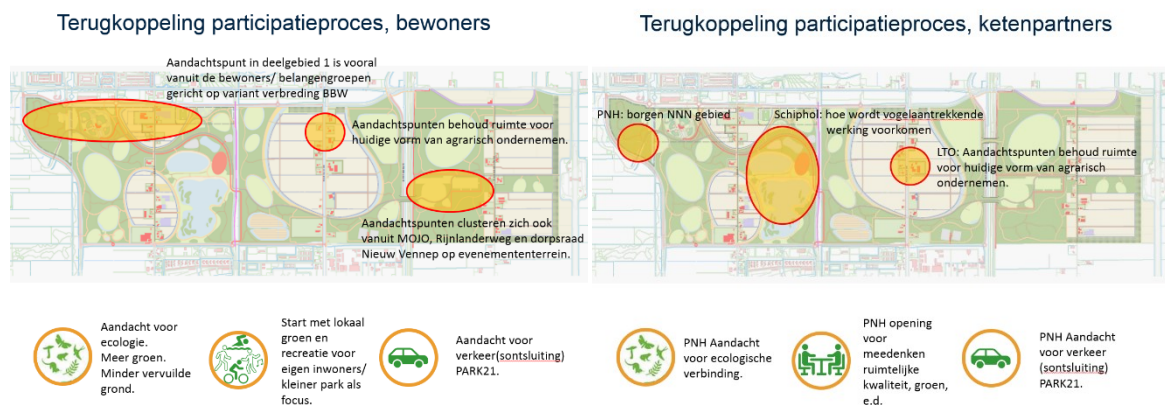 Terugkoppeling participatieproces, bewoners
Aandachtspunt in deelgebied 1 is vooral
vanuit de bewoners/ belangengroepen
gericht op variant verbreding BBW
Aandachtspunten behoud ruimte voor
huidige vorm van agrarisch ondernemen.
Aandachtspunten clusteren zich ook
vanuit MOJO, Rijnlanderweg en dorpsraad
Nieuw Vennep op evenemententerrein.
Aandacht voor
ecologie.
Meer groen.
Minder vervuilde
grond.
Start met lokaal
groen en
recreatie voor
eigen inwoners/
kleiner park als
focus.
Aandacht voor
verkeer(sontsluiting)
PARK21.
Terugkoppeling participatieproces, ketenpartners
PNH: borgen NNN gebied
Schiphol: hoe wordt vogelaantrekkende
werking voorkomen
LTO: Aandachtspunten behoud ruimte
voor huidige vorm van agrarisch
ondernemen.
PNH Aandacht
voor ecologische
verbinding.
PNH opening
voor
meedenken
ruimtelijke
kwaliteit, groen,
e.d.
PNH Aandacht
voor verkeer
(sontsluiting)
PARK21.